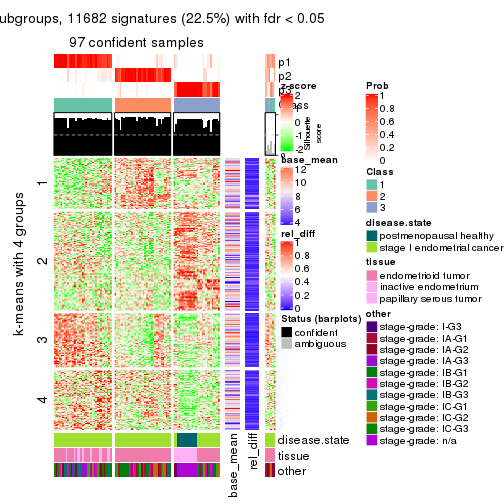 ubgroups, 11682 signatures (22.5%) with fdr < 0.05
97 confident samples
p1
p2
p3
Class
z-score
2
1
0
-1
-2
Silhouette
score
base_mean
12
10
8
6
4
rel_diff
1
0.8
0.6
0.4
0.2
0
Status (barplots)
confident
ambiguous
k-means with 4 groups
1
2
3
4
base_mean
rel_diff
disease.state
tissue
other
Prob
1
0.8
0.6
0.4
0.2
0
Class
1
2
3
disease.state
postmenopausal healthy
stage I endometrial cancer
tissue
endometrioid tumor
inactive endometrium
papillary serous tumor
other
stage-grade: I-G3
stage-grade: IA-G1
stage-grade: IA-G2
stage-grade: IA-G3
stage-grade: IB-G1
stage-grade: IB-G2
stage-grade: IB-G3
stage-grade: IC-G1
stage-grade: IC-G2
stage-grade: IC-G3
stage-grade: n/a